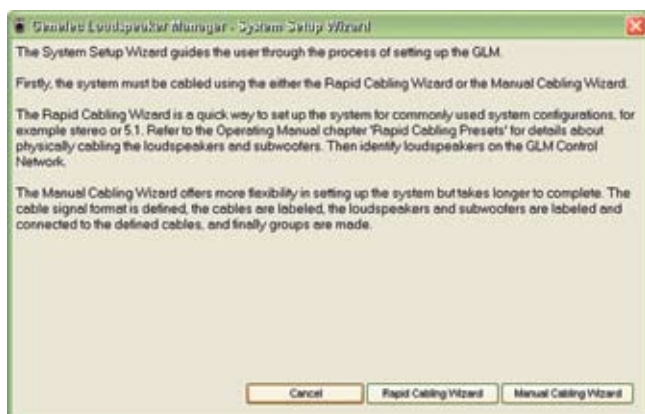 Genelec Loudspeaker Manager - System Setup Wizard
The System Setup Wizard guides the user through the process of setting up the GLM.
Firstly, the system must be cabled using the either the Rapid Cabling Wizard or the Manual Cabling Wizard.
The Rapid Cabling Wizard is a quick way to set up the system for commonly used system configurations, for
example stereo or 5.1. Refer to the Operating Manual chapter 'Rapid Cabling Presets' for details about
physically cabling the loudspeakers and subwoofers. Then identify loudspeakers on the GLM Control
Network.
The Manual Cabling Wizard offers more flexibility in setting up the system but takes longer to complete. The
cable signal format is defined, the cables are labeled, the loudspeakers and subwoofers are labeled and
connected to the defined cables, and finally groups are made.
Cancel Rapid Cabling Wizard Manual Cabling Wizard